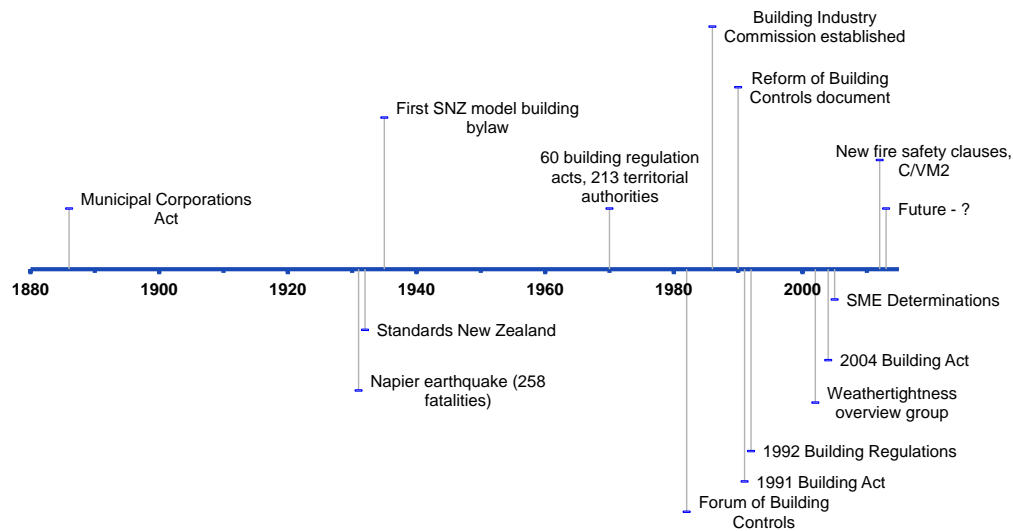 Building Industry
Commission established
Reform of Building
Controls document
First SNZ model building
bylaw
60 building regulation
acts, 213 territorial
authorities
New fire safety clauses,
C/VM2
Municipal Corporations
Act
Future - ?
1880
1900
1920
1940
1960
1980
2000
SME Determinations
Standards New Zealand
2004 Building Act
Napier earthquake (258
fatalities)
Weathertightness
overview group
1992 Building Regulations
1991 Building Act
Forum of Building
Controls